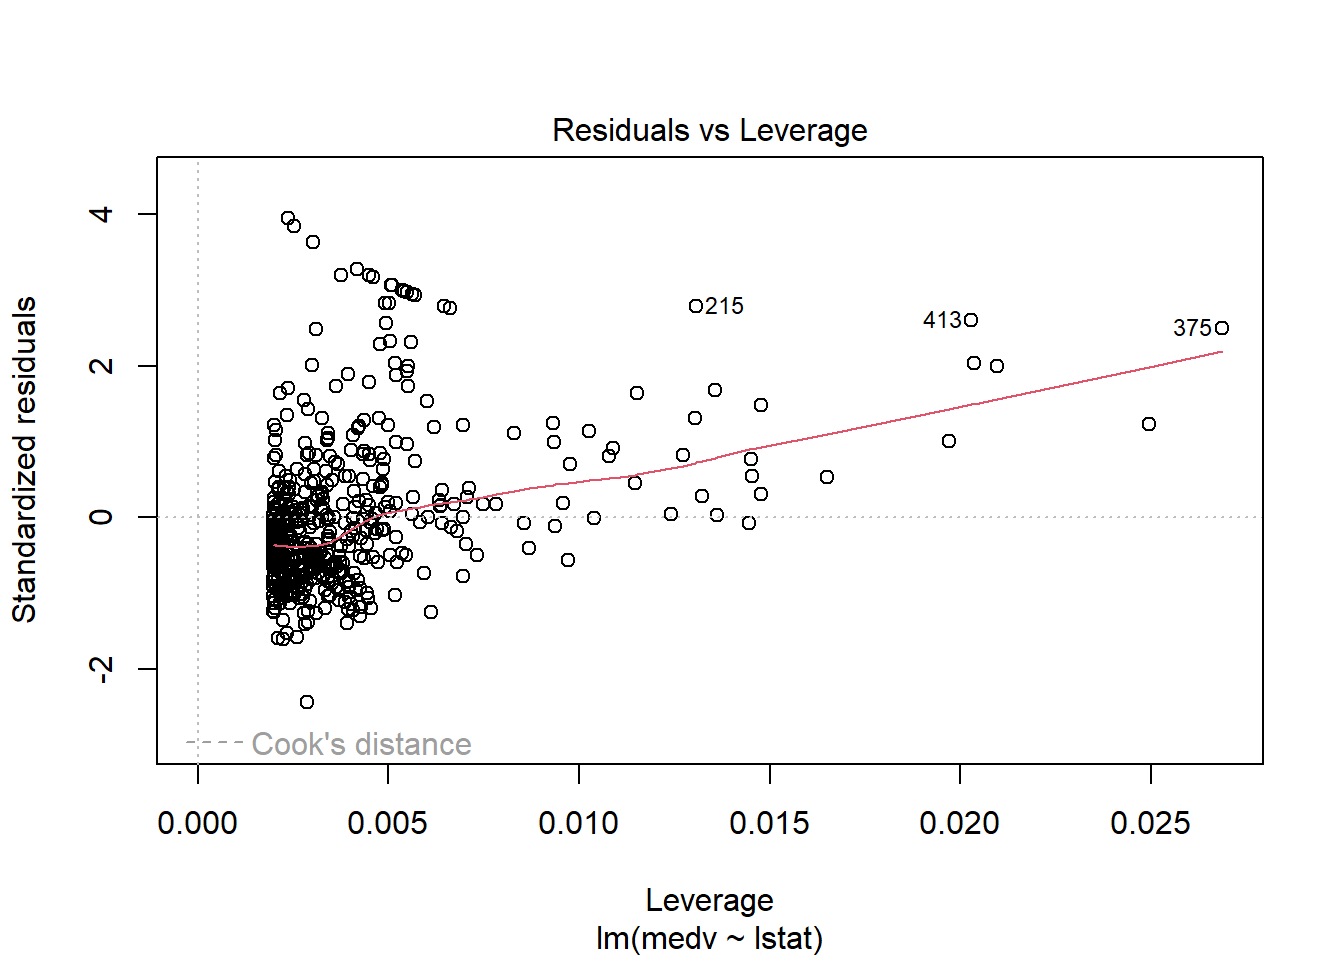 Residuals vs Leverage
Standardized residuals
4
2
0
-2
215
413
375
Cook's distance
0.000 0.005 0.010 0.015 0.020 0.025
Leverage
lm(medv ~ lstat)